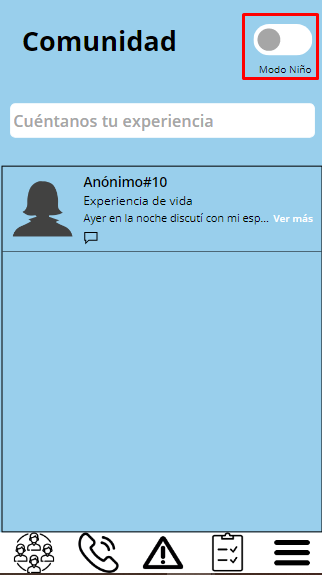 Comunidad
Modo Niño
Cuéntanos tu experiencia
Anónimo#10
Experiencia de vida
Ayer en la noche discutí con mi esp... Ver más